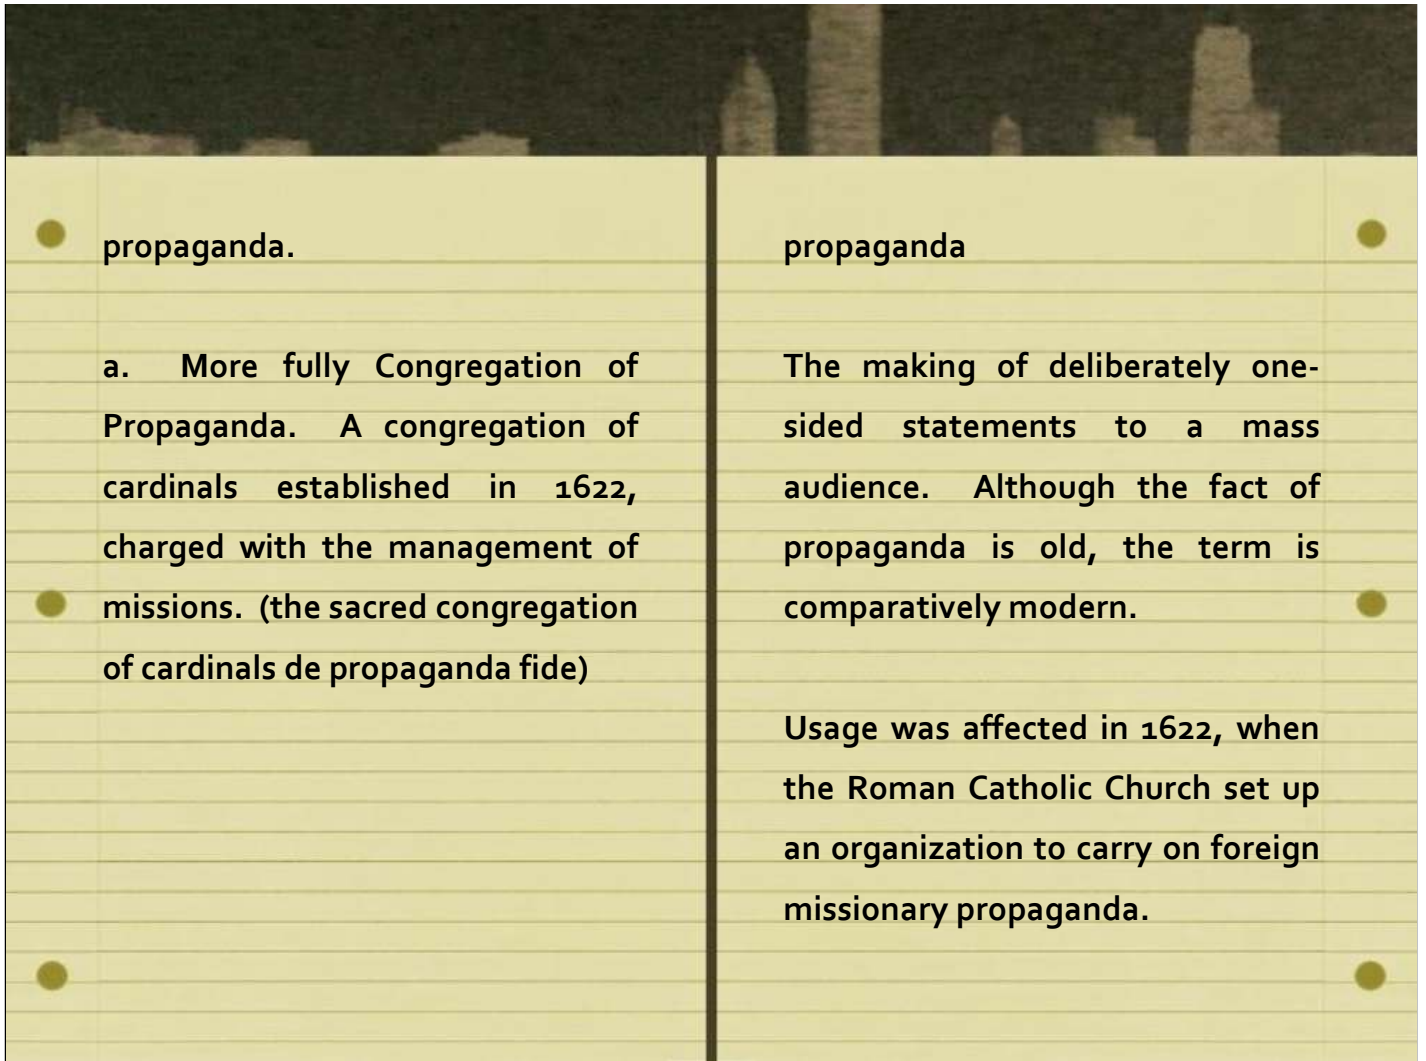 propaganda.
a. More fully Congregation of
Propaganda. A congregation of
cardinals established in 1622,
charged with the management of
missions. (the sacred congregation
of cardinals de propaganda fide)
propaganda
The making of deliberately one-
sided statements to a mass
audience. Although the fact of
propaganda is old, the term is
comparatively modern.
Usage was affected in 1622, when
the Roman Catholic Church set up
an organization to carry on foreign
missionary propaganda.